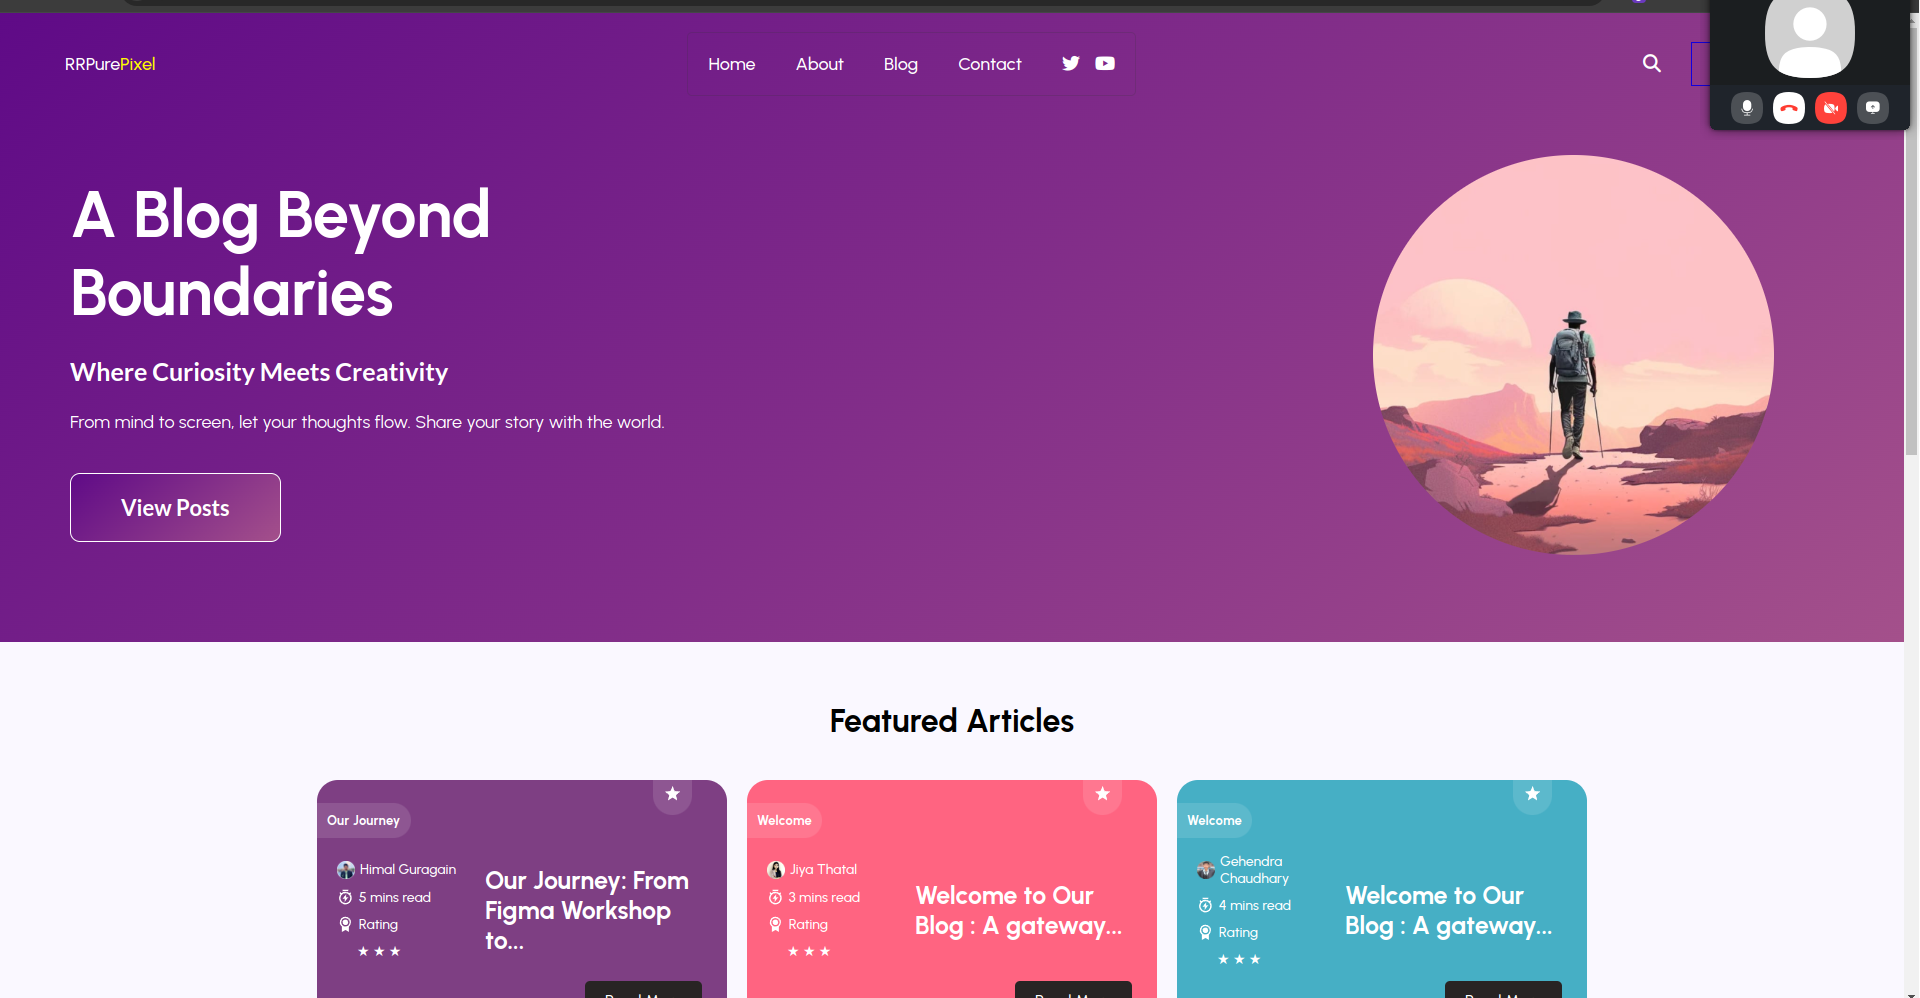 RRPurePixel
Home About Blog Contact
A Blog Beyond
Boundaries
Where Curiosity Meets Creativity
From mind to screen, let your thoughts flow. Share your story with the world.
View Posts
Featured Articles
Our Journey
Himal Guragain
5 mins read
Rating
Our Journey: From
Figma Workshop
to...
Welcome
Jiya Thatal
3 mins read
Rating
Welcome to Our
Blog : A gateway...
Welcome
Gehendra
Chaudhary
4 mins read
Rating
Welcome to Our
Blog : A gateway...